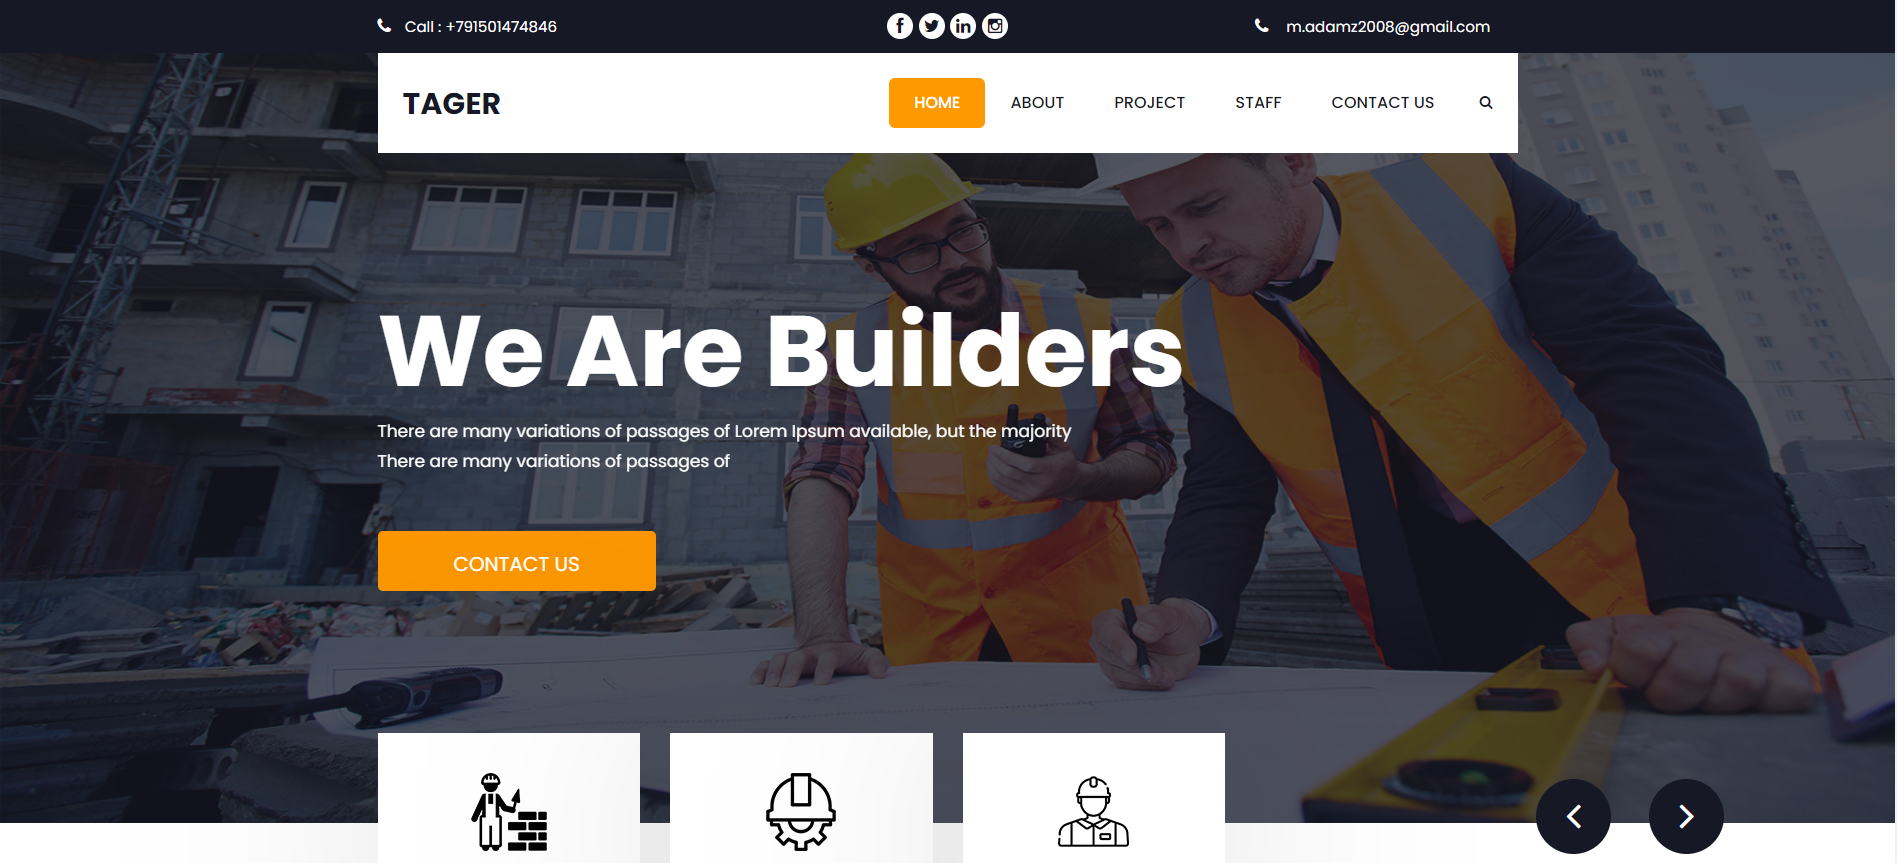 Call : +791501474846
m.adamz2008@gmail.com
TAGER
HOME ABOUT PROJECT STAFF CONTACT US
We Are Builders
There are many variations of passages of Lorem Ipsum available, but the majority
There are many variations of passages of
CONTACT US